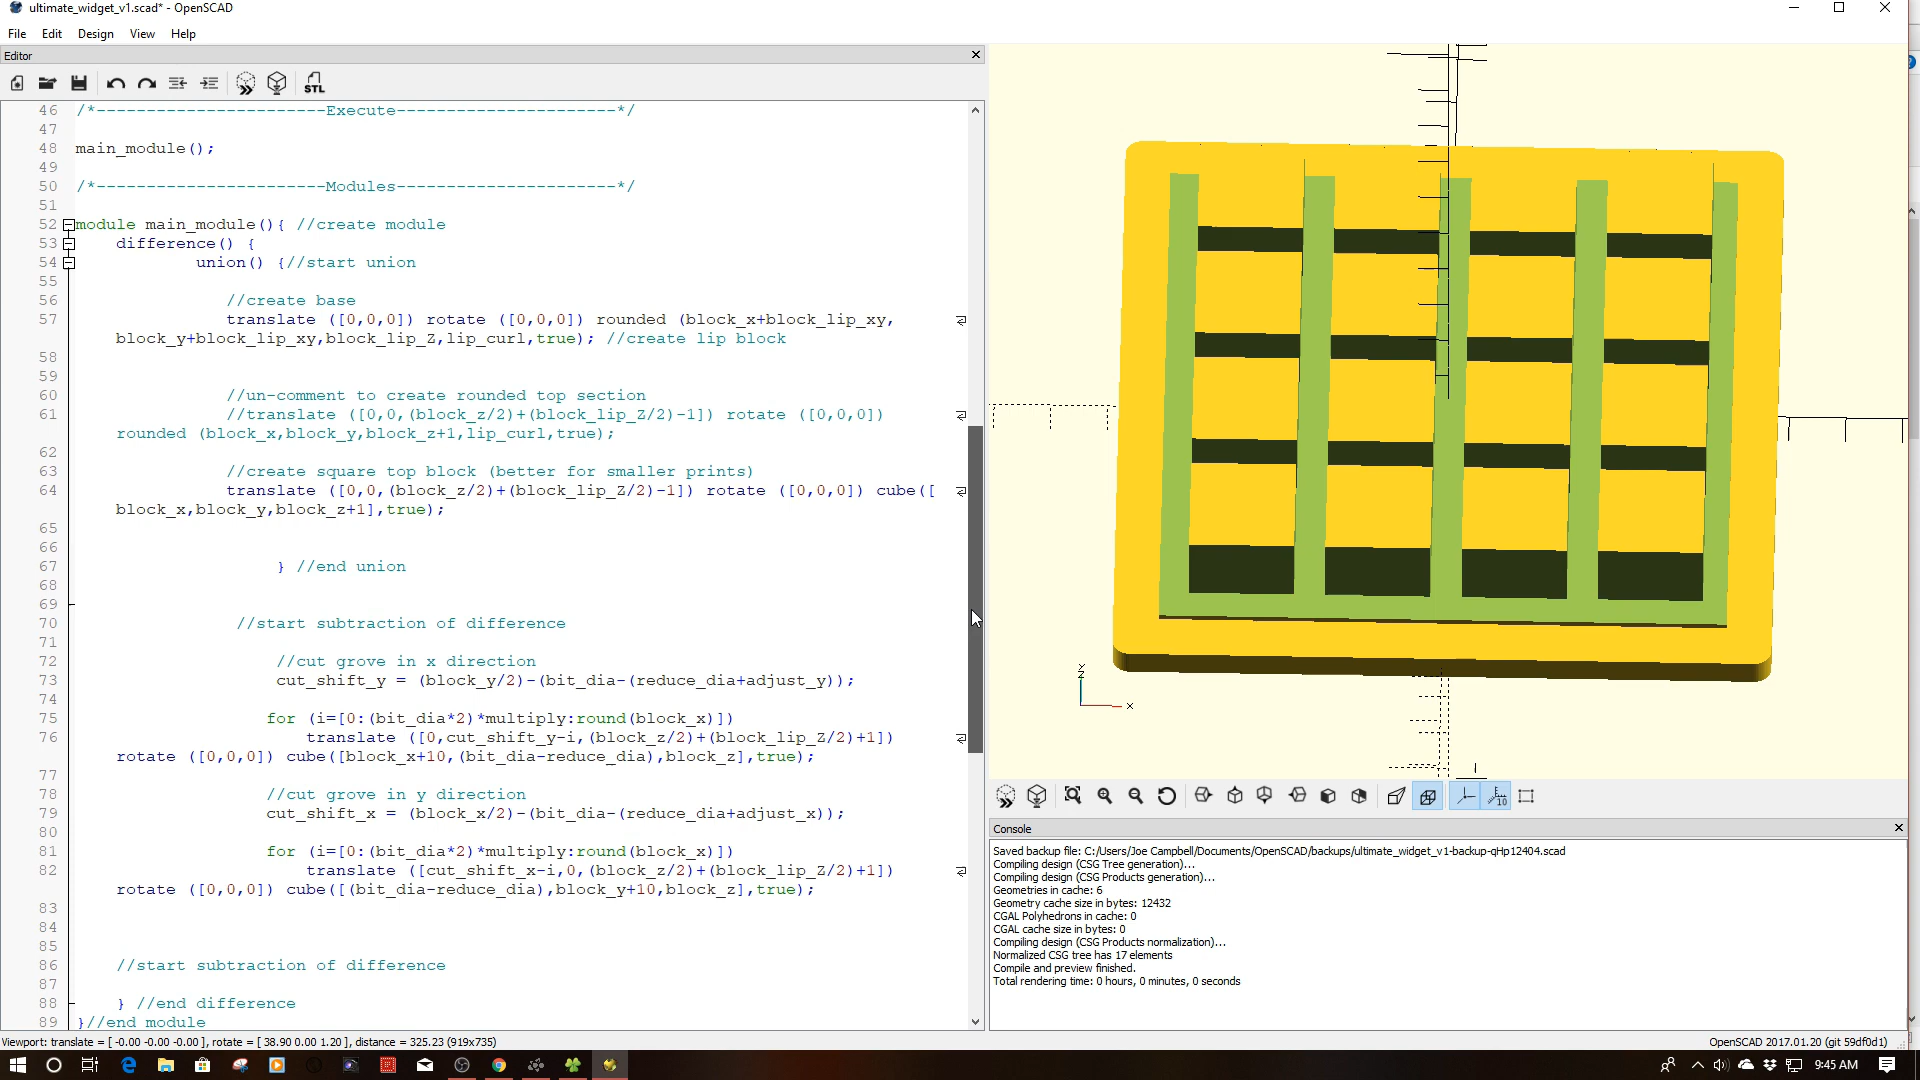 ultimate_widget_v1.scad* - OpenSCAD
File Edit Design View Help
Editor
STL
46 /*-----------------------Execute----------------------*/
47
48 main_module();
49
50 /*-----------------------Modules----------------------*/
51
52 module main_module(){ //create module
53 difference() {
54 union() {//start union
55
56 //create base
57 translate ([0,0,0]) rotate ([0,0,0]) rounded (block_x+block_lip_xy,
block_y+block_lip_xy,block_lip_Z,lip_curl,true); //create lip block
58
59
60 //un-comment to create rounded top section
61 //translate ([0,0,(block_z/2)+(block_lip_Z/2)-1]) rotate ([0,0,0])
rounded (block_x,block_y,block_z+1,lip_curl,true);
62
63 //create square top block (better for smaller prints)
64 translate ([0,0,(block_z/2)+(block_lip_Z/2)-1]) rotate ([0,0,0]) cube([
block_x,block_y,block_z+1],true);
65
66
67 } //end union
68
69
70 //start subtraction of difference
71
72 //cut grove in x direction
73 cut_shift_y = (block_y/2)-(bit_dia-(reduce_dia+adjust_y));
74
75 for (i=[0:(bit_dia*2)*multiply:round(block_x)])
76 translate ([0,cut_shift_y-i,(block_z/2)+(block_lip_Z/2)+1])
rotate ([0,0,0]) cube([block_x+10,(bit_dia-reduce_dia),block_z],true);
77
78 //cut grove in y direction
79 cut_shift_x = (block_x/2)-(bit_dia-(reduce_dia+adjust_x));
80
81 for (i=[0:(bit_dia*2)*multiply:round(block_x)])
82 translate ([cut_shift_x-i,0,(block_z/2)+(block_lip_Z/2)+1])
rotate ([0,0,0]) cube([(bit_dia-reduce_dia),block_y+10,block_z],true);
83
84
85
86 //start subtraction of difference
87
88 } //end difference
89 }//end module
Y
Z
x
10
Console
Saved backup file: C:/Users/Joe Campbell/Documents/OpenSCAD/backups/ultimate_widget_v1-backup-qHp12404.scad
Compiling design (CSG Tree generation)...
Compiling design (CSG Products generation)...
Geometries in cache: 6
Geometry cache size in bytes: 12432
CGAL Polyhedrons in cache: 0
CGAL cache size in bytes: 0
Compiling design (CSG Products normalization)...
Normalized CSG tree has 17 elements
Compile and preview finished.
Total rendering time: 0 hours, 0 minutes, 0 seconds
Viewport: translate = [ -0.00 -0.00 -0.00 ], rotate = [ 38.90 0.00 1.20 ], distance = 325.23 (919x735)
OpenSCAD 2017.01.20 (git 59df0d1)
9:45 AM